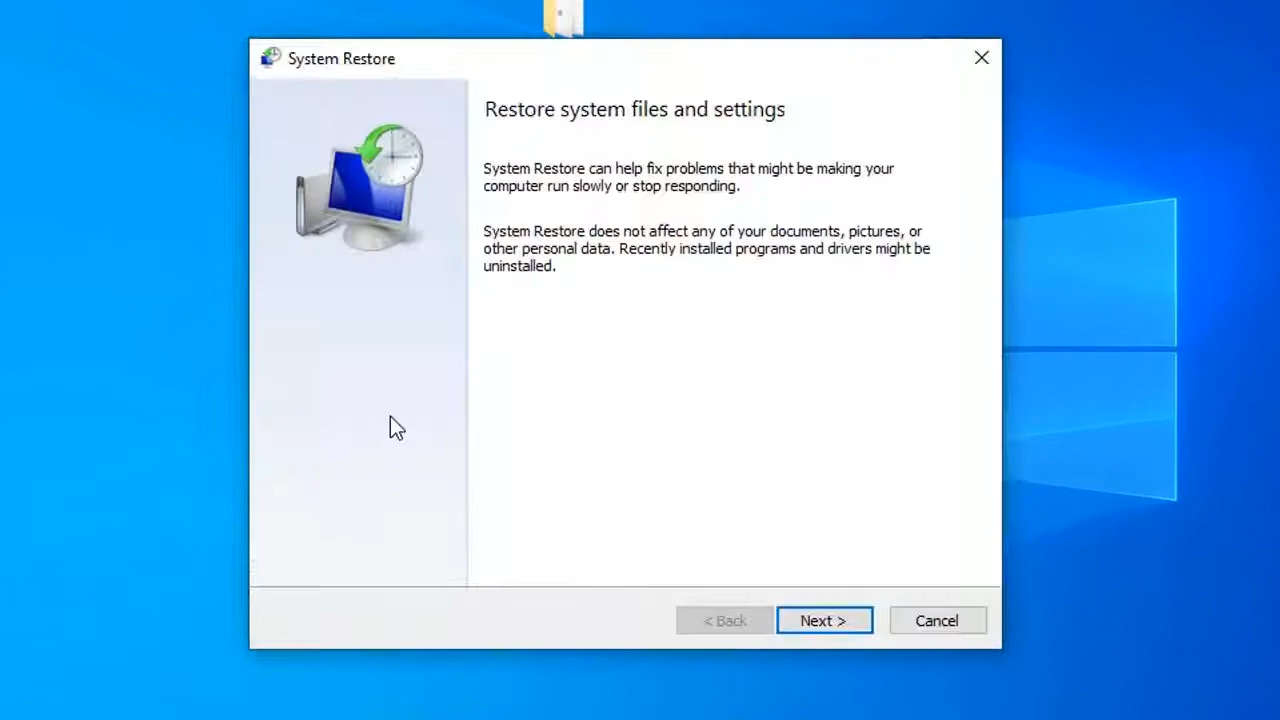 System Restore
Restore system files and settings
System Restore can help fix problems that might be making your
computer run slowly or stop responding.
System Restore does not affect any of your documents, pictures, or
other personal data. Recently installed programs and drivers might be
uninstalled.
< Back
Next >
Cancel